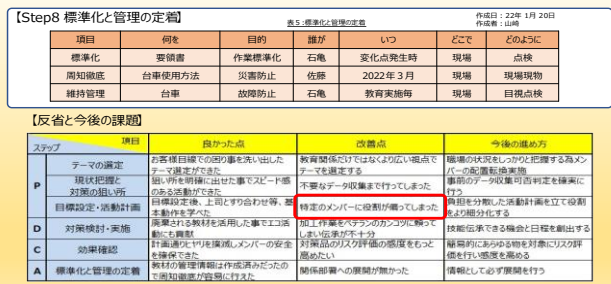 【Step8 標準化と管理の定着】
表5:標準化と管理の定着
作成日：22年 1月 20日
作成者：山崎
項目 何を 目的 誰が いつ どこで どのように
標準化 要領書 作業標準化 石亀 変化点発生時 現場 点検
周知徹底 台車使用方法 災害防止 佐藤 2022年３月 現場 現場現物
維持管理 台車 故障防止 石亀 教育実施毎 現場 目視点検
【反省と今後の課題】
ステップ 項目 良かった点 改善点 今後の進め方
P
テーマの選定
お客様目線での困り事を洗い出した
テーマ選定ができた
教育関係だけではなくより広い視点で
テーマを選定する
職場の状況をしっかりと把握する為メン
バーの配置転換実施
現状把握と
対策の狙い所
狙い所を明確に出せた事でスピード感
のある活動ができた
不要なデータ収集まで行ってしまった
事前のデータ収集可否判定を確実に
行う
目標設定・活動計画
目標設定後、上司とすり合わせ等、基
本動作を学べた
特定のメンバーに役割が偏ってしまった
負担を分散した活動計画を立て役割
をより細分化する
D
対策検討・実施
廃棄される教材を活用した事でエコ活
動にも貢献
加工作業をベテランのカンコツに頼って
しまい伝承が不十分
技能伝承できる機会と日程を創出する
C
効果確認
計画通りヒヤリを撲滅しメンバーの安全
を確保できた
対策品のリスク評価の感度をもっと
高めたい
簡易的にあらゆる物を対象にリスク評
価を行い感度を高める
A
標準化と管理の定着
教材の管理情報は作成済みだったの
で周知徹底が容易に行えた
関係部署への展開が無かった
情報として必ず展開を行う